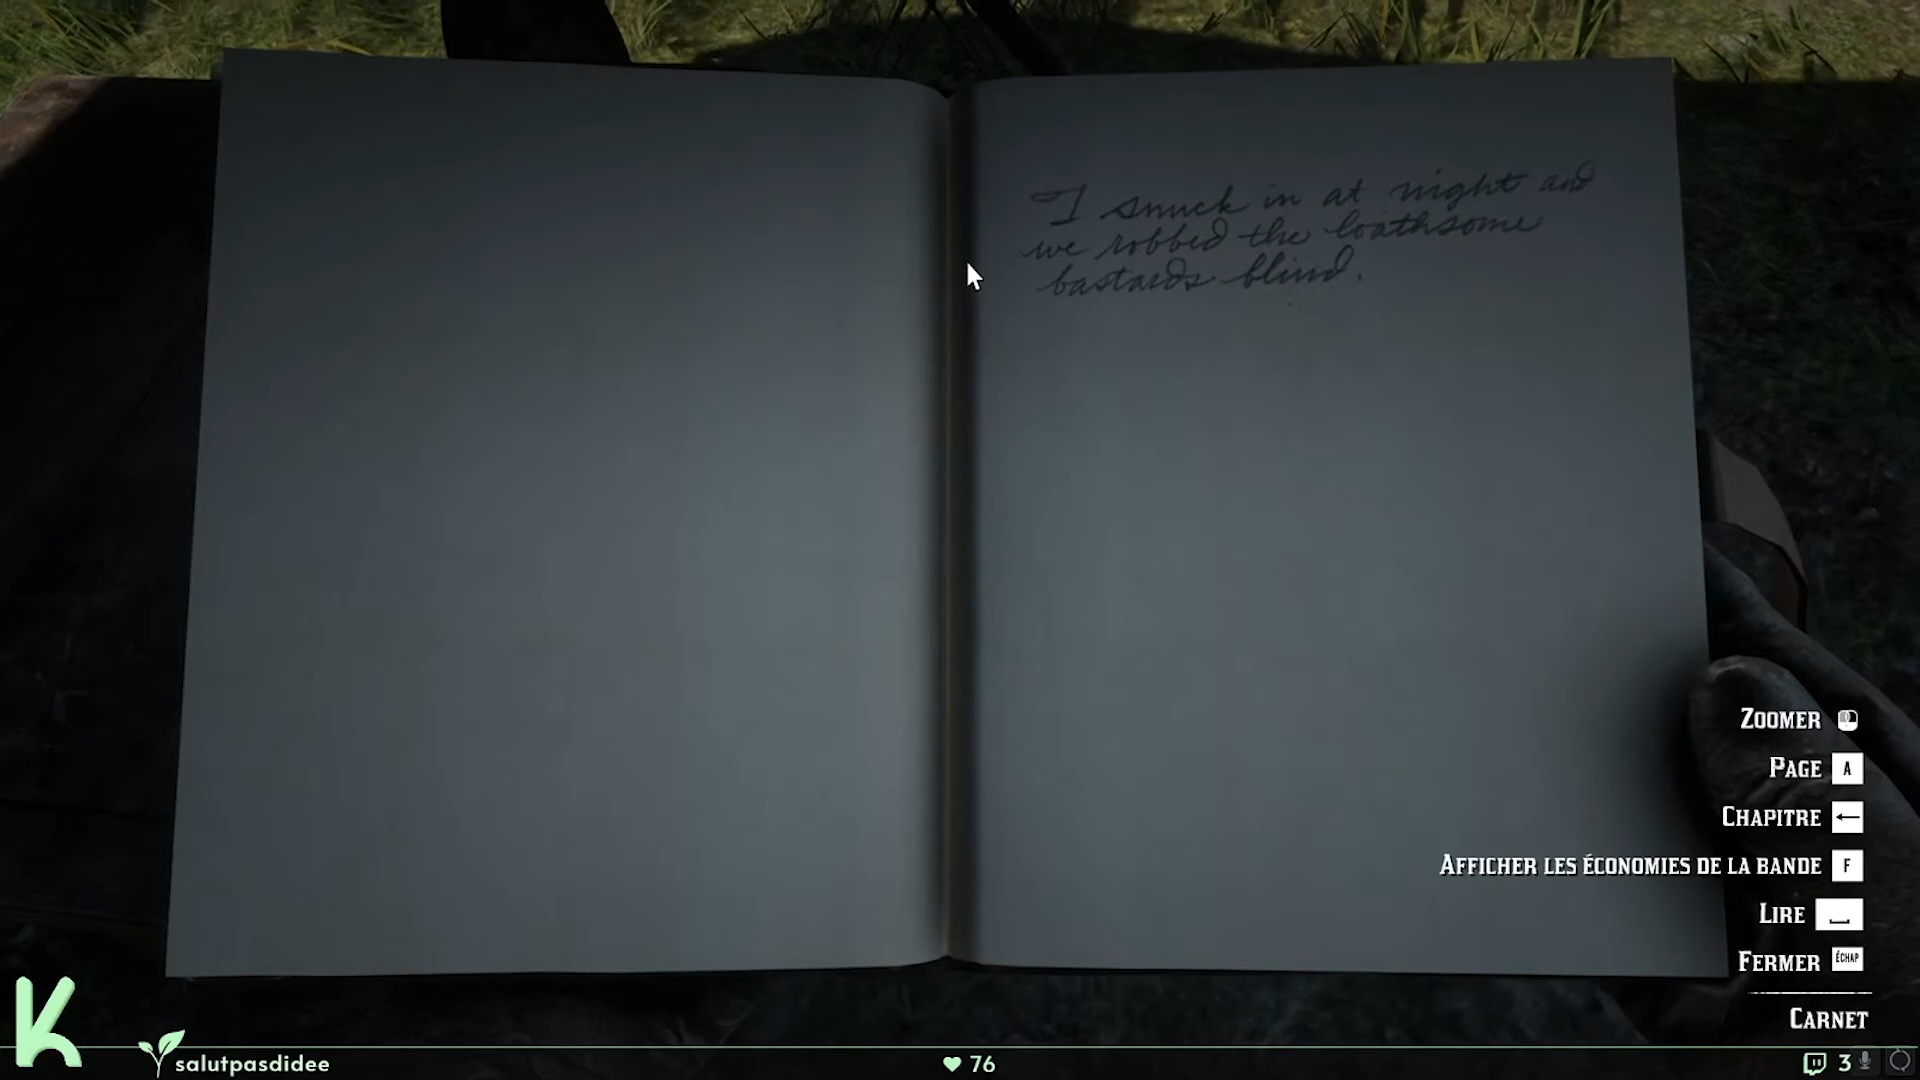 I snuck in at night and
we robbed the loathsome
bastards blind.
ZOOMER
PAGE A
CHAPITRE ←
AFFICHER LES ÉCONOMIES DE LA BANDE F
LIRE
FERMER ÉCHAP
CARNET
K
salutpasdidee
76
3